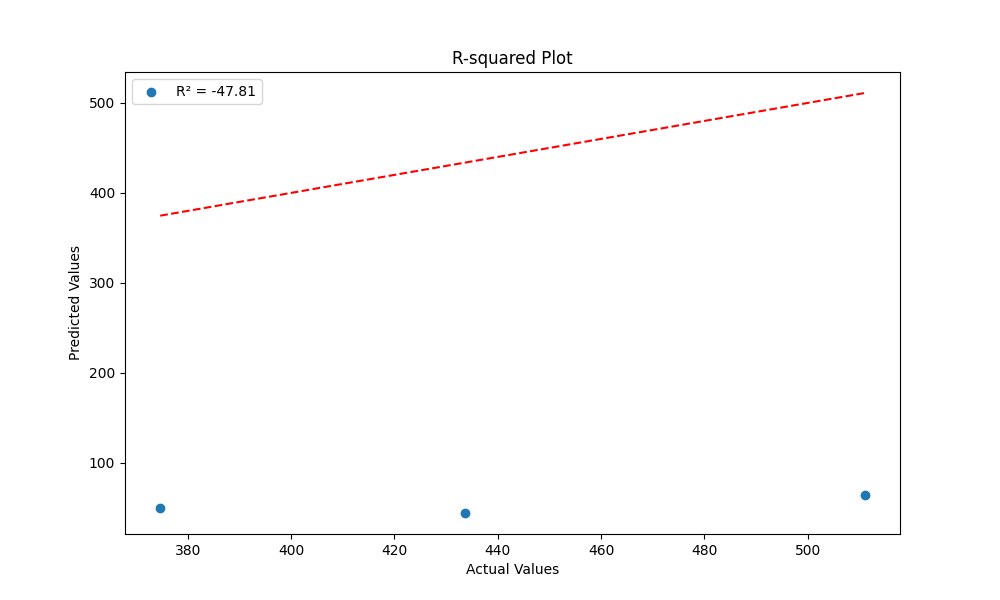 R-squared Plot
R² = -47.81
500
400
300
200
100
Predicted Values
380 400 420 440 460 480 500
Actual Values